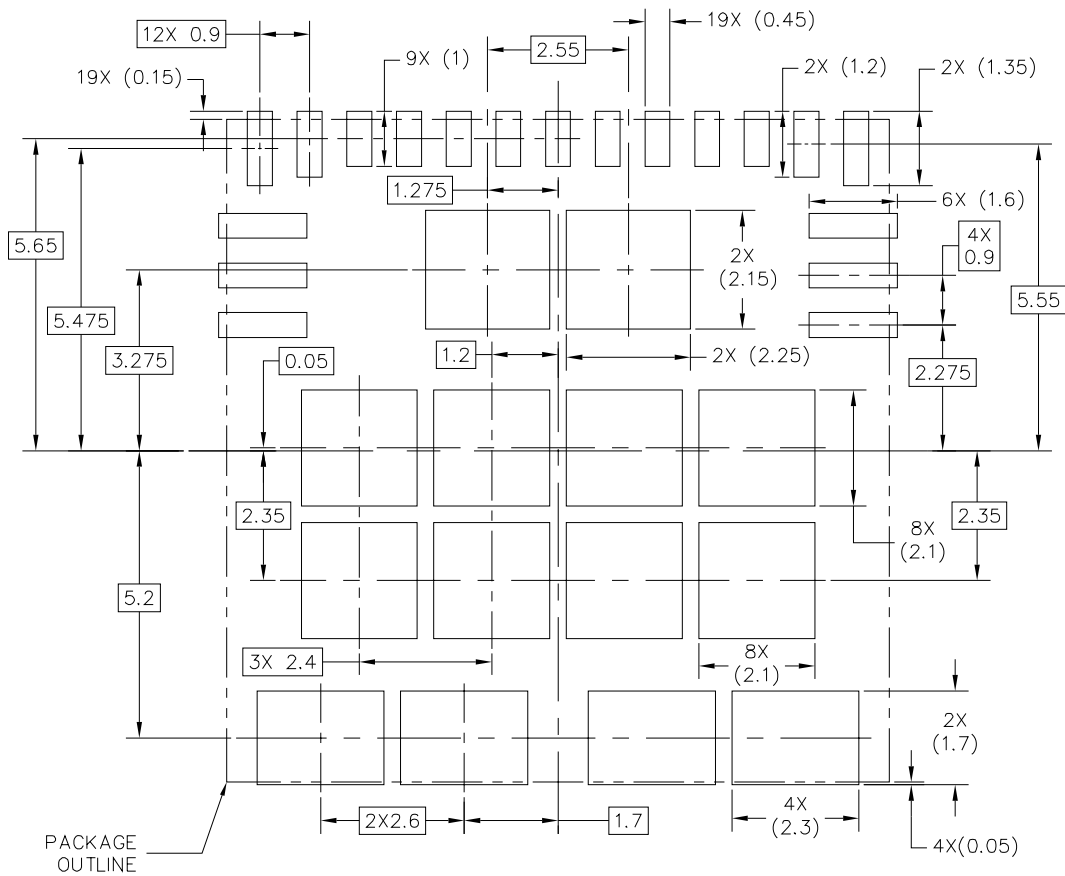 12X 0.9
19X (0.45)
2.55
9X (1)
2X (1.2)
2X (1.35)
19X (0.15)
1.275
6X (1.6)
4X
0.9
5.65
2X
(2.15)
5.55
5.475
3.275
0.05
1.2
2X (2.25)
2.275
2.35
2.35
8X
(2.1)
5.2
3X 2.4
8X
(2.1)
2X
(1.7)
2X2.6
1.7
4X
(2.3)
4X(0.05)
PACKAGE
OUTLINE